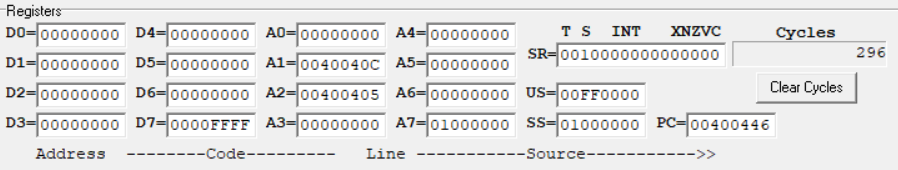 Registers
T S INT XNZVC Cycles
D0=00000000 D4=00000000 A0=00000000 A4=00000000 SR=0010000000000000 296
D1=00000000 D5=00000000 A1=0040040C A5=00000000
D2=00000000 D6=00000000 A2=00400405 A6=00000000 US=00FF0000 Clear Cycles
D3=00000000 D7=0000FFFF A3=00000000 A7=01000000 SS=01000000 PC=00400446
Address --------Code--------- Line -----------Source----------->>